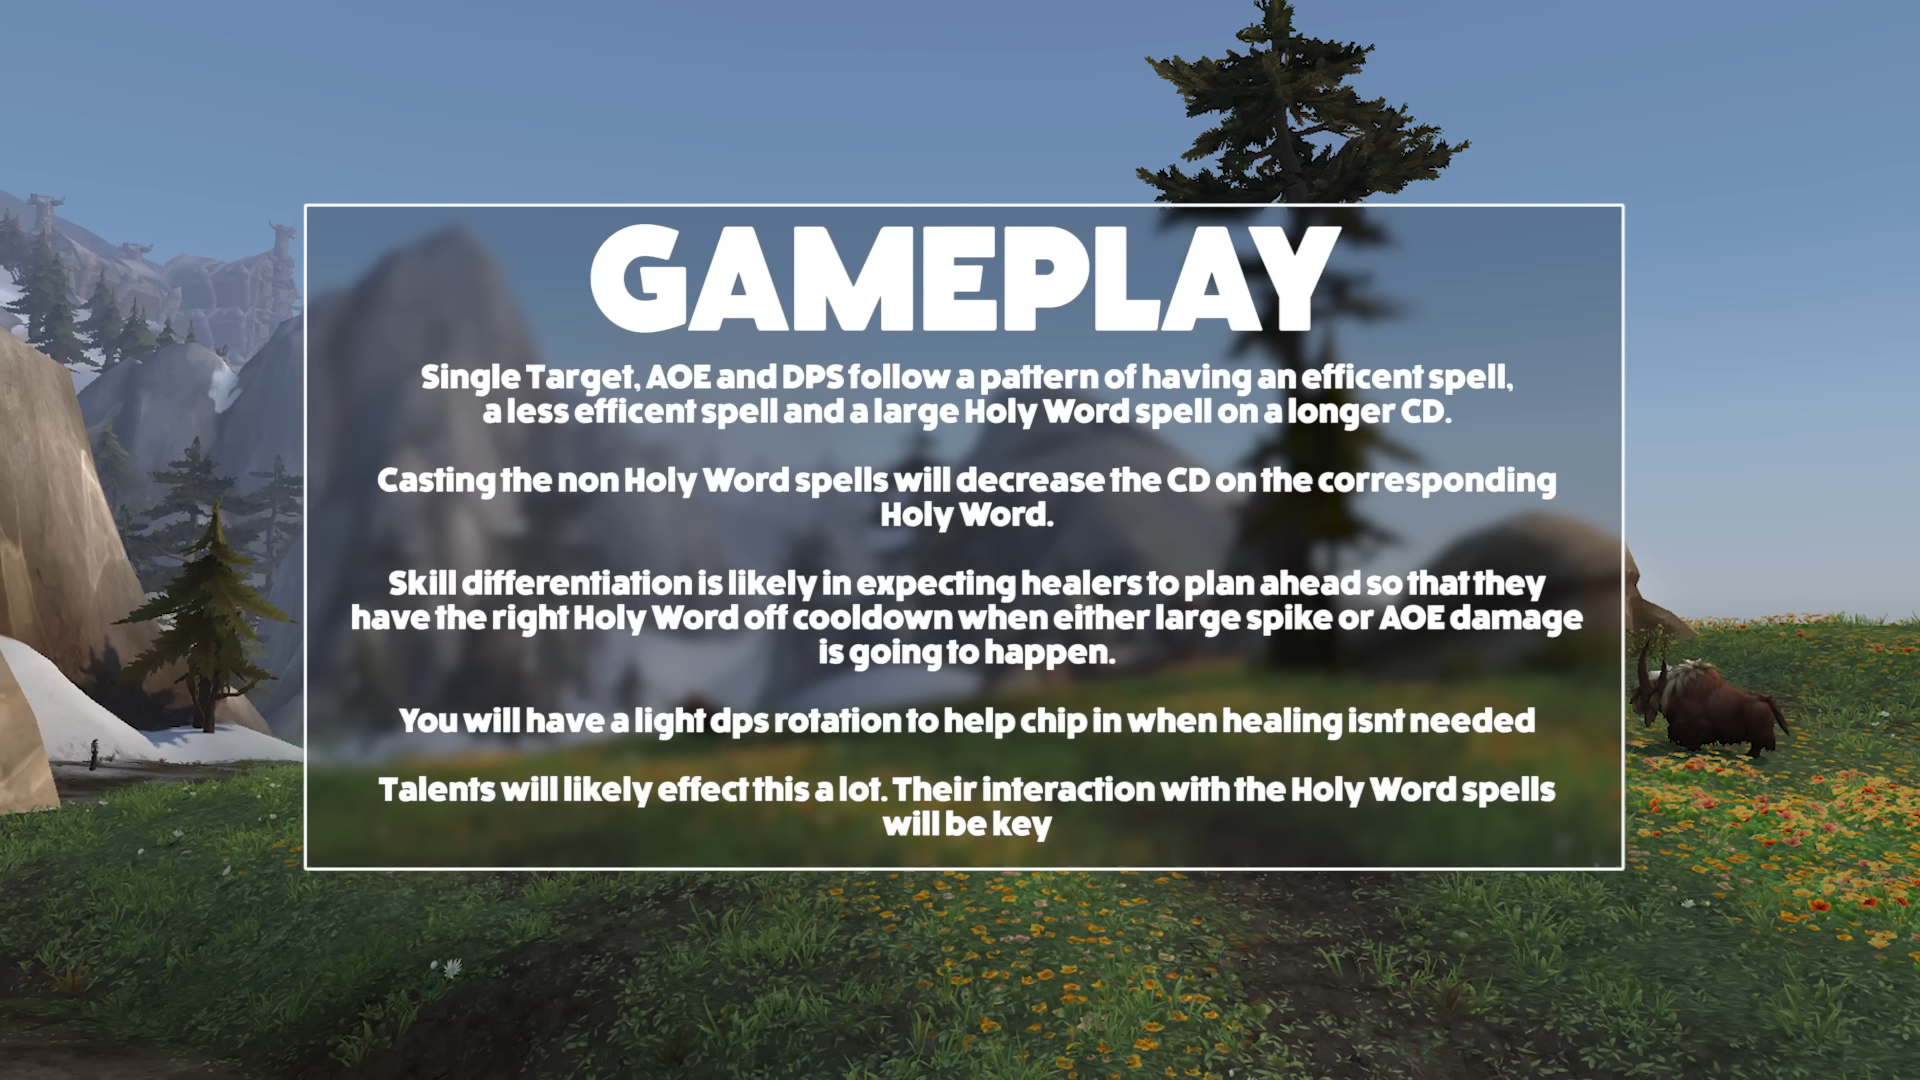 GAMEPLAY
Single Target, AOE and DPS follow a pattern of having an efficent spell,
a less efficent spell and a large Holy Word spell on a longer CD.
Casting the non Holy Word spells will decrease the CD on the corresponding
Holy Word.
Skill differentiation is likely in expecting healers to plan ahead so that they
have the right Holy Word off cooldown when either large spike or AOE damage
is going to happen.
You will have a light dps rotation to help chip in when healing isnt needed
Talents will likely effect this a lot. Their interaction with the Holy Word spells
will be key